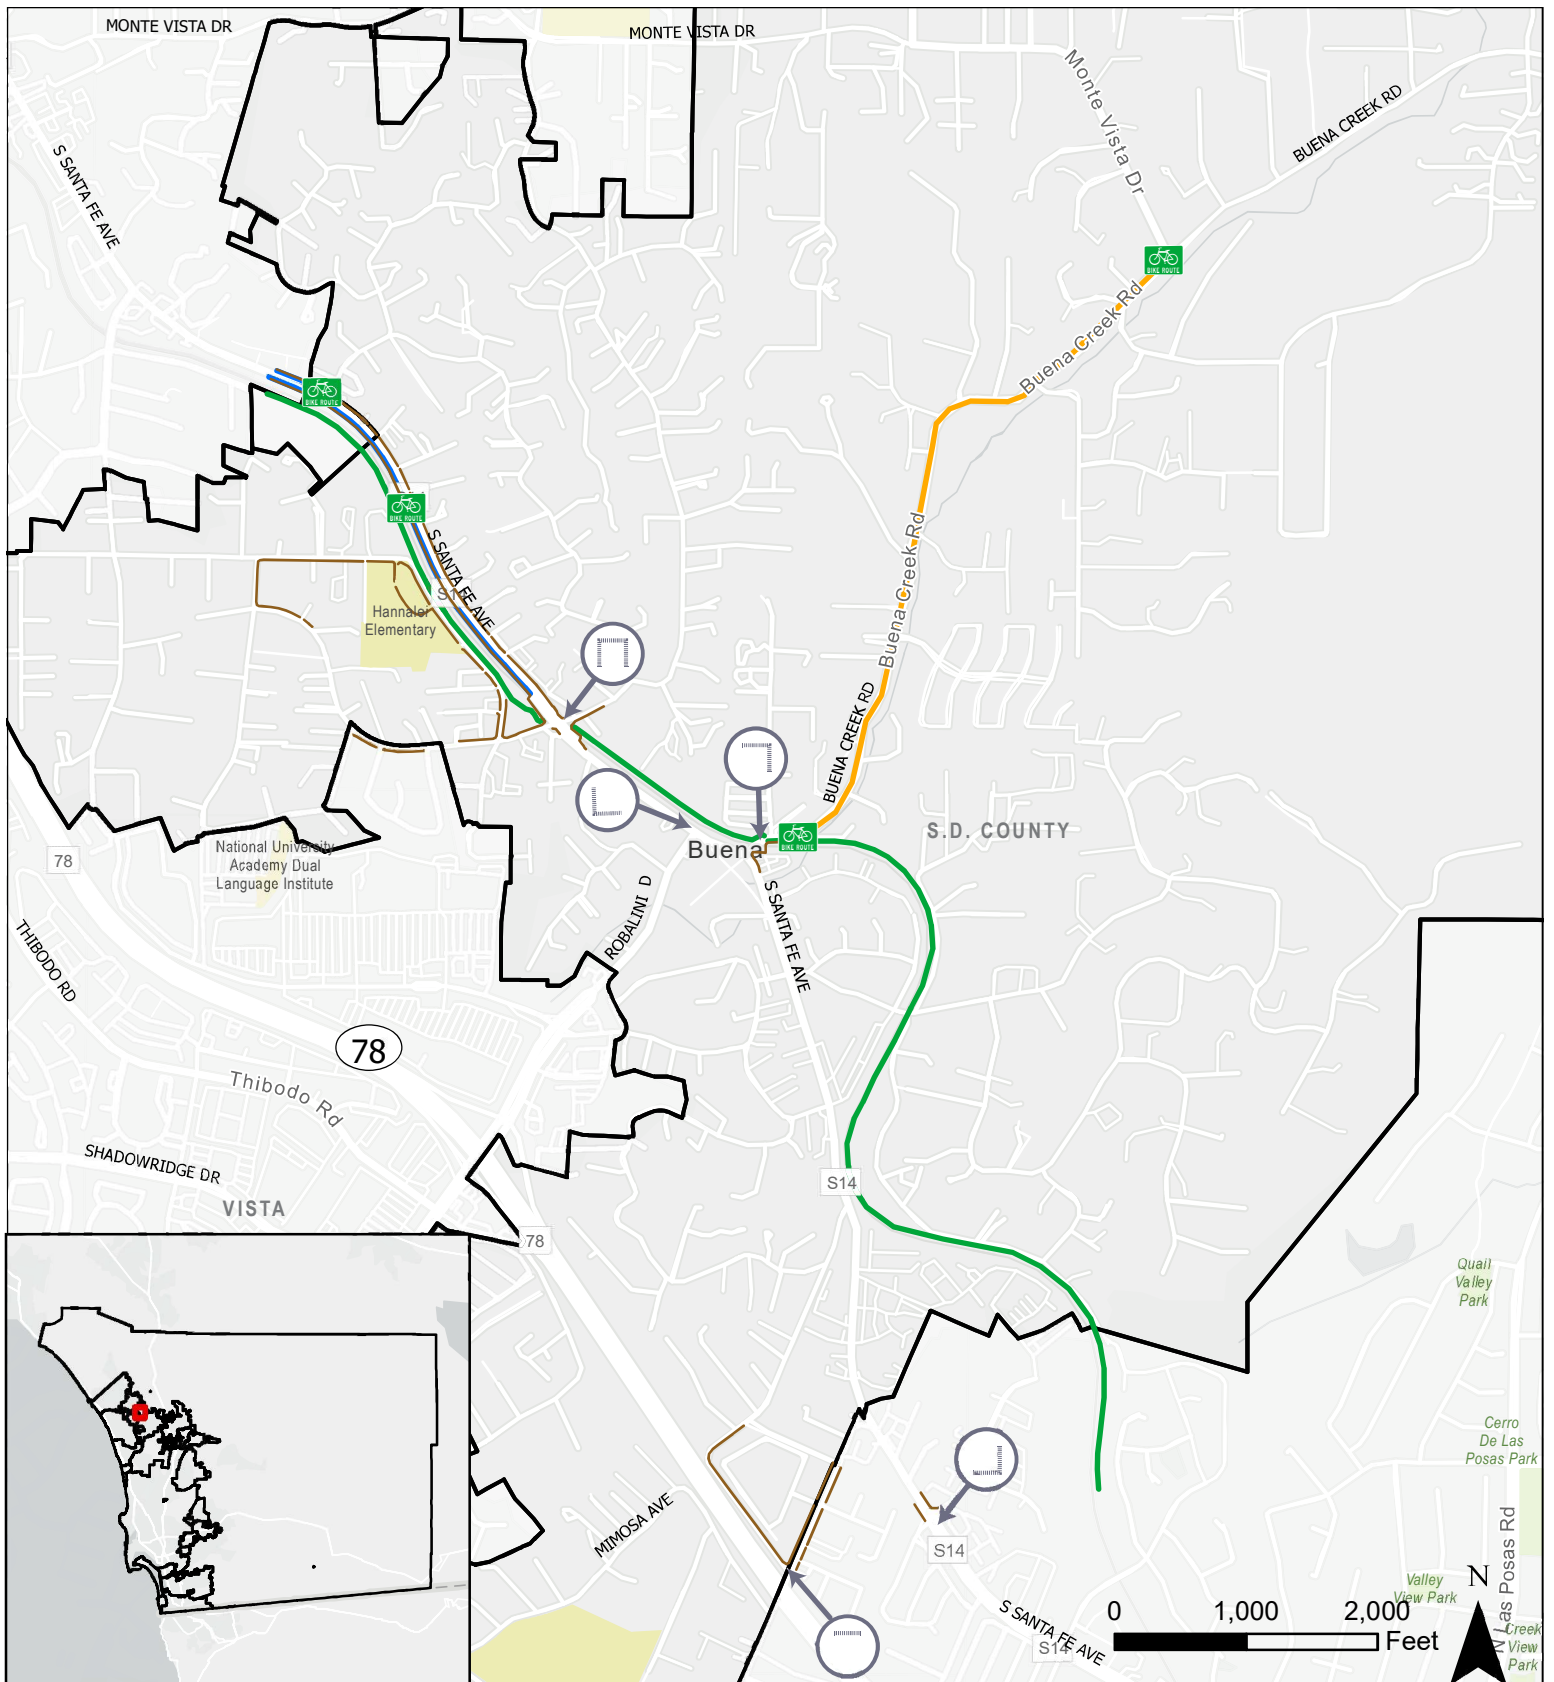 MONTE VISTA DR
MONTE VISTA DR
Monte Vista Dr
BUENA CREEK RD
S SANTA FE AVE
BIKE ROUTE
Buena Creek Rd
BIKE ROUTE
BIKE ROUTE
S SANTA FE AVE
Buena Creek Rd
Hannalei
Elementary
BUENA CREEK RD
BIKE ROUTE
S.D. COUNTY
Buena
National University
Academy Dual
Language Institute
78
ROBALINI D
S SANTA FE AVE
THIBODO RD
78
Thibodo Rd
SHADOWRIDGE DR
VISTA
S14
78
Quail
Valley
Park
Cerro
De Las
Posas Park
MIMOSA AVE
S14
N Las Posas Rd
Valley
View Park
N
0 1,000 2,000
Feet
S SANTA FE AVE
S14
Creek
View
Park